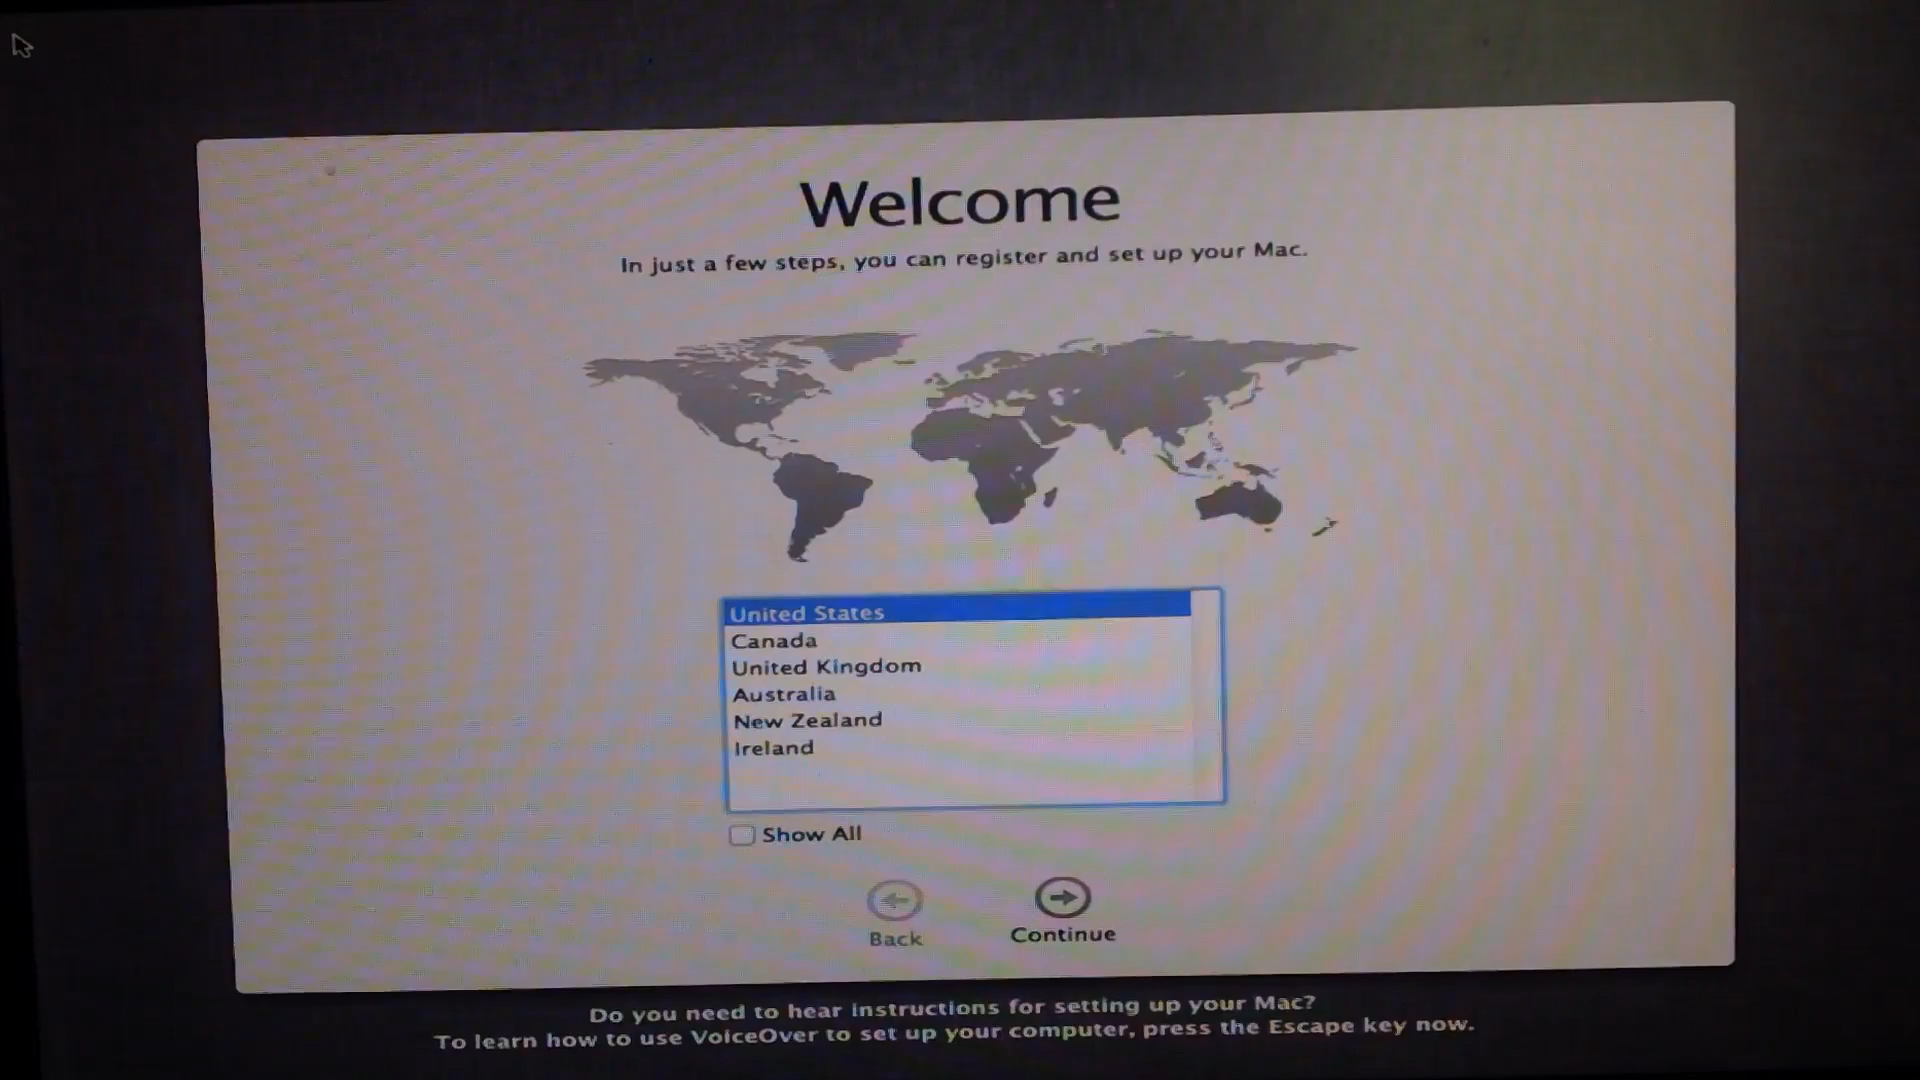 Welcome
In just a few steps, you can register and set up your Mac.
United States
Canada
United Kingdom
Australia
New Zealand
Ireland
Show All
Back
Continue
Do you need to hear instructions for setting up your Mac?
To learn how to use VoiceOver to set up your computer, press the Escape key now.